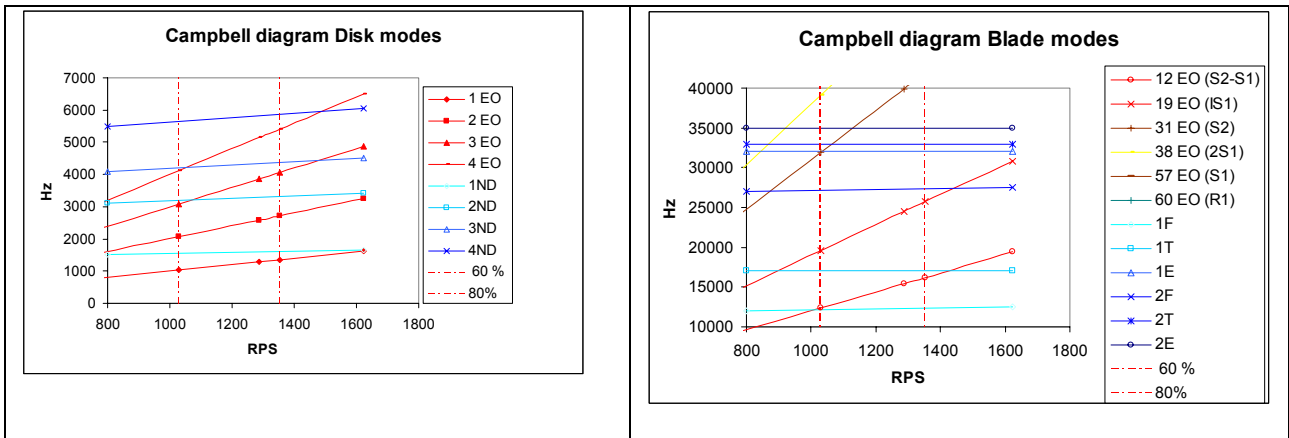 Campbell diagram Disk modes
7000
6000
5000
4000
3000
2000
1000
0
Hz
800 1000 1200 1400 1600 1800
RPS
1 EO
2 EO
3 EO
4 EO
1ND
2ND
3ND
4ND
60 %
80%
Campbell diagram Blade modes
40000
35000
30000
25000
20000
15000
10000
Hz
800 1000 1200 1400 1600 1800
RPS
12 EO (S2-S1)
19 EO (IS1)
31 EO (S2)
38 EO (2S1)
57 EO (S1)
60 EO (R1)
1F
1T
1E
2F
2T
2E
60 %
80%